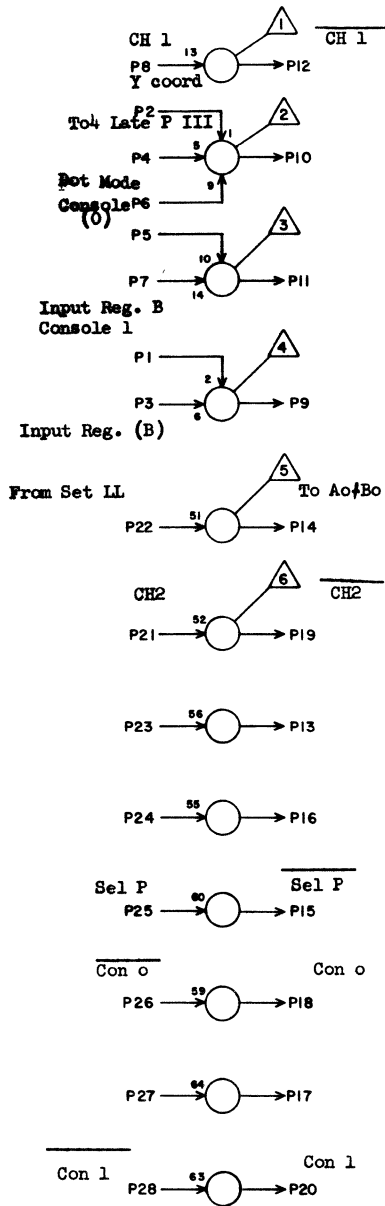 CH 1
1
CH 1
13
P8
P12
Y coord
P2
To4 Late P III
1
2
P4
5
P10
Dot Mode
9
Console
P6
(0)
P5
3
10
P7
14
P11
Input Reg. B
Console 1
P1
4
2
P3
6
P9
Input Reg. (B)
5
From Set LL
To Ao≠Bo
51
P22
P14
6
CH2
CH2
52
P21
P19
56
P23
P13
55
P24
P16
Sel P
Sel P
60
P25
P15
Con o
Con o
59
P26
P18
64
P27
P17
Con 1
Con 1
63
P28
P20